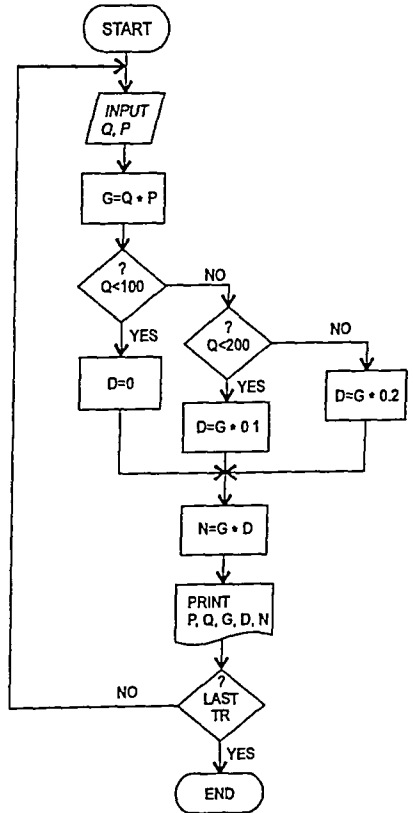 START
INPUT
Q, P
G=Q * P
?
Q<100
NO
YES
?
Q<200
NO
YES
D=0
D=G * 0 1
D=G * 0.2
N=G * D
PRINT
P, Q, G, D, N
?
LAST
TR
NO
YES
END